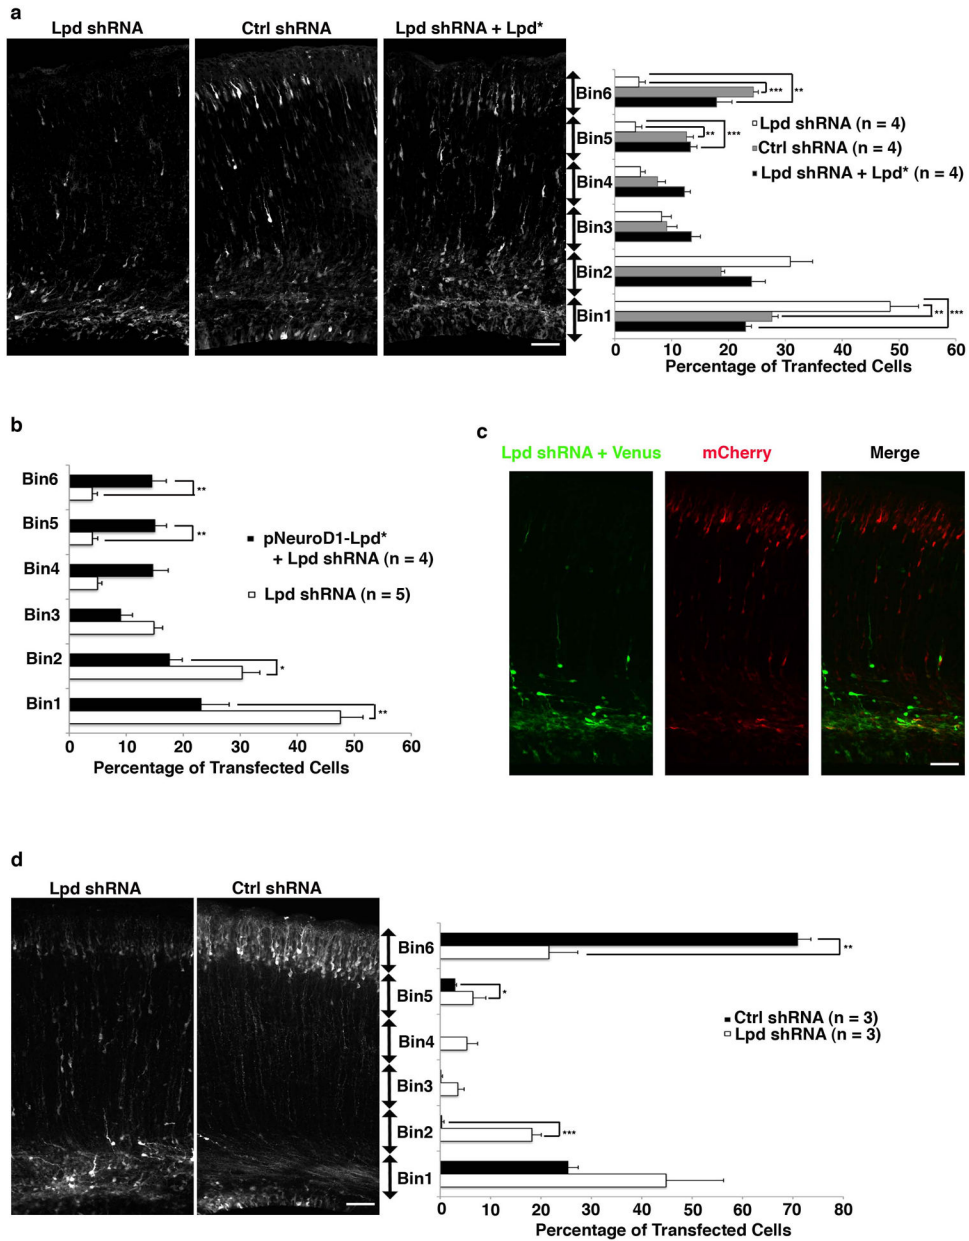 a
Lpd shRNA
Ctrl shRNA
Lpd shRNA + Lpd*
Bin6
Bin5
Bin4
Bin3
Bin2
Bin1
*** **
** ***
** ***
Lpd shRNA (n = 4)
Ctrl shRNA (n = 4)
Lpd shRNA + Lpd* (n = 4)
0 10 20 30 40 50 60
Percentage of Transfected Cells
b
Bin6 **
Bin5 **
Bin4
Bin3
Bin2 *
Bin1 **
pNeuroD1-Lpd*
+ Lpd shRNA (n = 4)
Lpd shRNA (n = 5)
0 10 20 30 40 50 60
Percentage of Transfected Cells
c
Lpd shRNA + Venus
mCherry
Merge
d
Lpd shRNA
Ctrl shRNA
Bin6 **
Bin5 *
Bin4
Bin3
Bin2 ***
Bin1
Ctrl shRNA (n = 3)
Lpd shRNA (n = 3)
0 10 20 30 40 50 60 70 80
Percentage of Transfected Cells